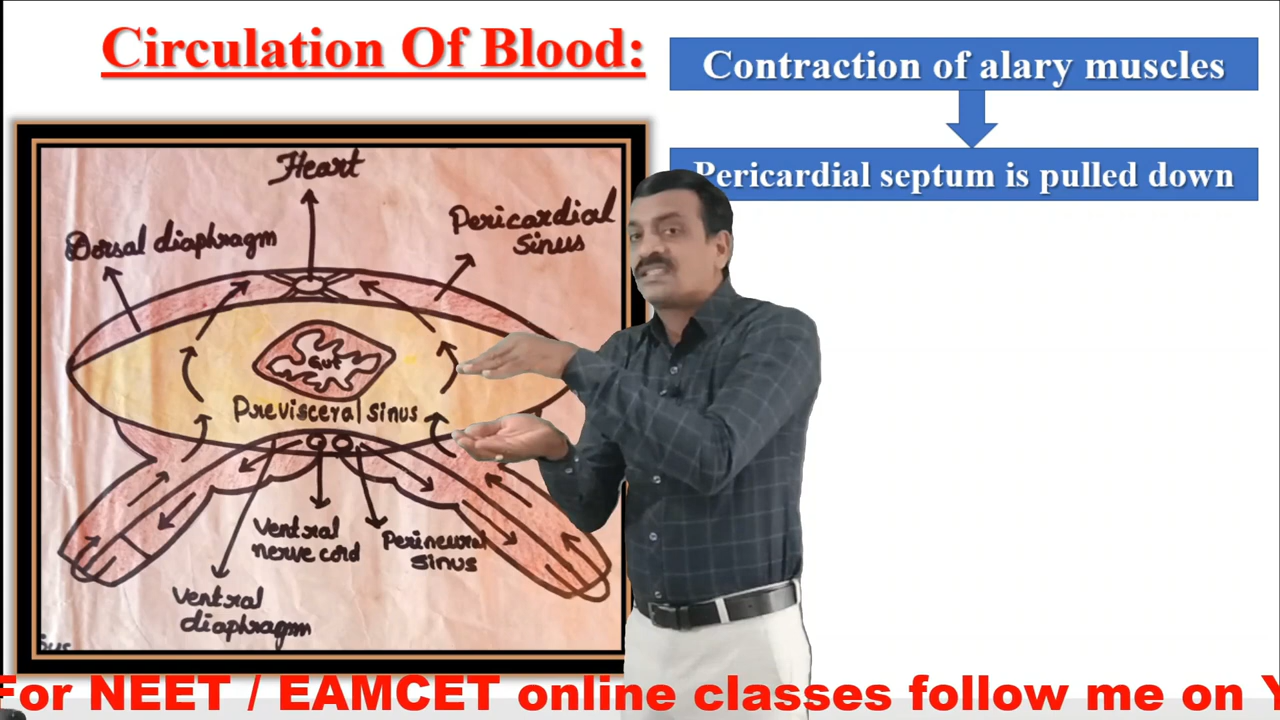 Circulation Of Blood:
Contraction of alary muscles
Pericardial septum is pulled down
Heart
Dorsal diaphragm
Pericardial
sinus
Gut
Previsceral sinus
Ventral
nerve cord
Perineural
sinus
Ventral
diaphragm
For NEET / EAMCET online classes follow me on